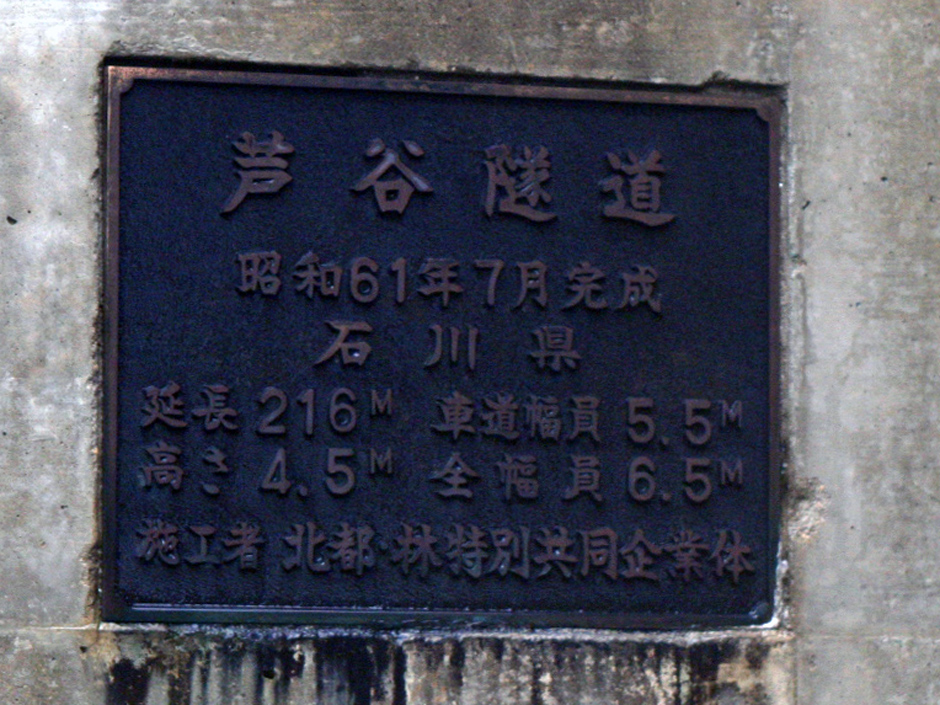 芦谷隧道
昭和61年7月完成
石川県
延長 216M 車道幅員 5.5M
高さ 4.5M 全幅員 6.5M
施工者 北都・林特別共同企業体